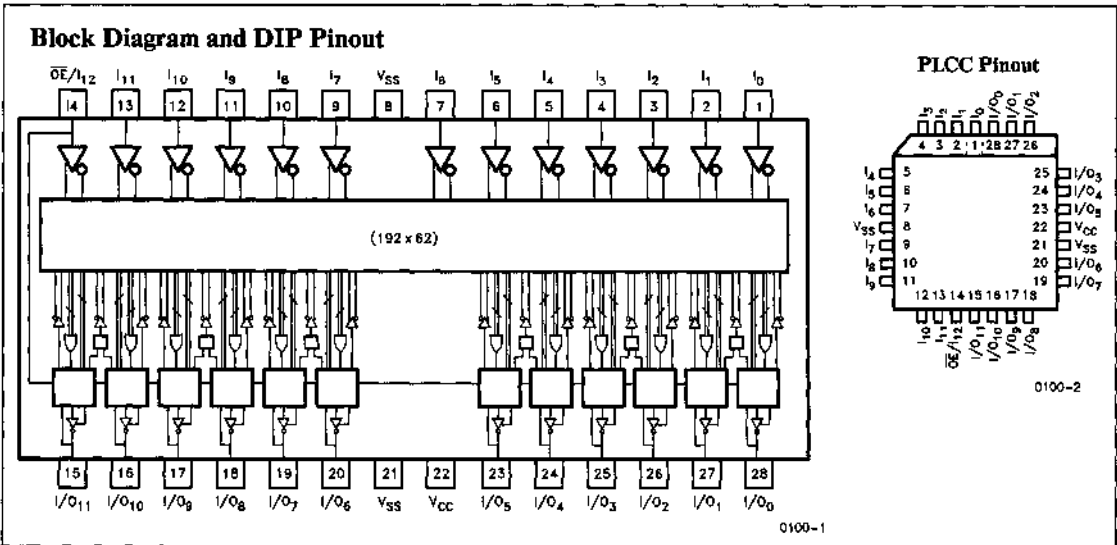 Block Diagram and DIP Pinout
OE/I12 I11 I10 I9 I8 I7 VSS I6 I5 I4 I3 I2 I1 I0
14 13 12 11 10 9 8 7 6 5 4 3 2 1
(192 x 62)
15 16 17 18 19 20 21 22 23 24 25 26 27 28
I/O11 I/O10 I/O9 I/O8 I/O7 I/O6 VSS VCC I/O5 I/O4 I/O3 I/O2 I/O1 I/O0
0100-1
PLCC Pinout
I3 I2 I1 I0 I/O0 I/O1 I/O2
4 3 2 1 28 27 26
I4 5 25 I/O3
I5 6 24 I/O4
I6 7 23 I/O5
VSS 8 22 VCC
I7 9 21 VSS
I8 10 20 I/O6
I9 11 19 I/O7
12 13 14 15 16 17 18
I10 I11 OE/I12 I/O11 I/O10 I/O9 I/O8
0100-2